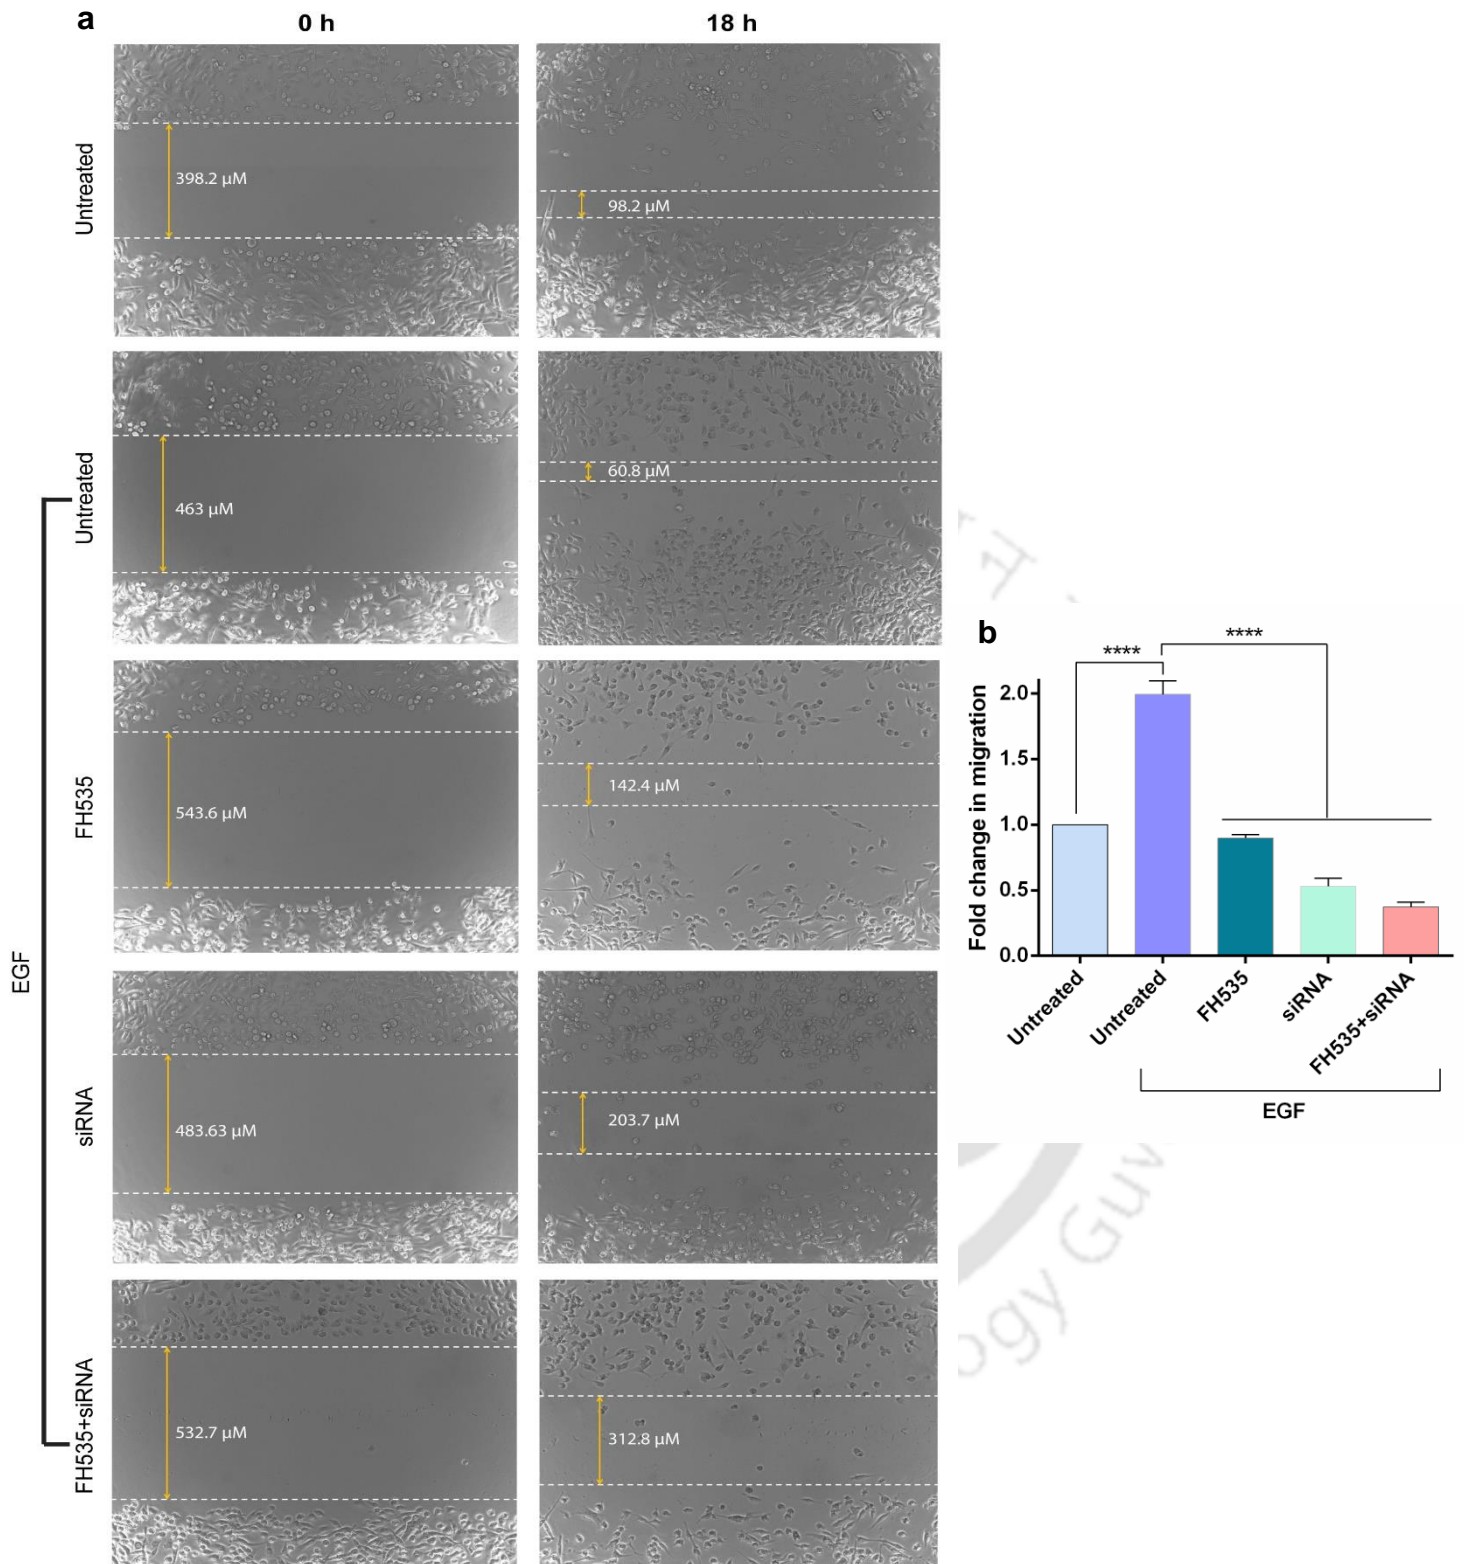 a
0 h
18 h
Untreated
398.2 µM
98.2 µM
Untreated
463 µM
60.8 µM
FH535
543.6 µM
142.4 µM
siRNA
483.63 µM
203.7 µM
FH535+siRNA
532.7 µM
312.8 µM
EGF
b
Fold change in migration
2.0
1.5
1.0
0.5
0.0
****
****
Untreated
Untreated
FH535
siRNA
FH535+siRNA
EGF
ogy Guw